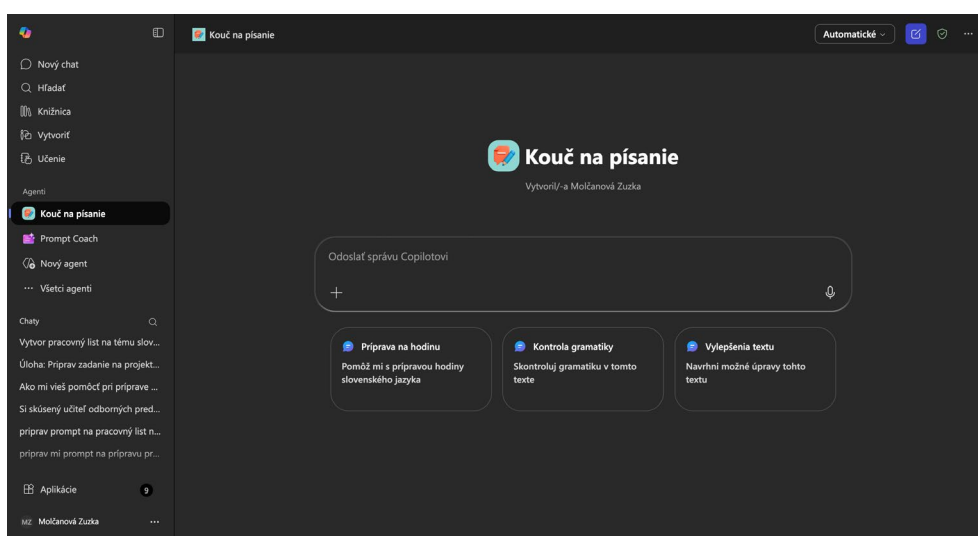 Kouč na písanie
Automatické
Nový chat
Hľadať
Knižnica
Vytvoriť
Učenie
Agenti
Kouč na písanie
Prompt Coach
Nový agent
Všetci agenti
Chaty
Vytvor pracovný list na tému slov...
Úloha: Priprav zadanie na projekt...
Ako mi vieš pomôcť pri príprave ...
Si skúsený učiteľ odborných pred...
priprav prompt na pracovný list n...
priprav mi prompt na prípravu pr...
Aplikácie
9
MZ Molčanová Zuzka
Kouč na písanie
Vytvoril/-a Molčanová Zuzka
Odoslať správu Copilotovi
Príprava na hodinu
Pomôž mi s prípravou hodiny
slovenského jazyka
Kontrola gramatiky
Skontroluj gramatiku v tomto
texte
Vylepšenia textu
Navrhni možné úpravy tohto
textu